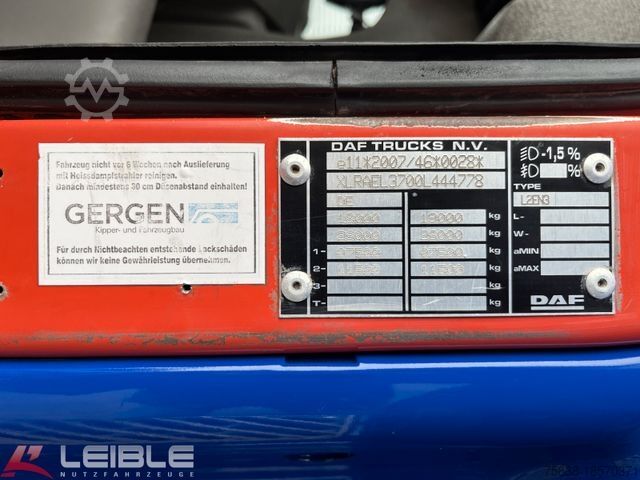 Fahrzeug nicht vor 6 Wochen nach Auslieferung
mit Heissdampfstrahler reinigen.
Danach mindestens 30 cm Düsenabstand einhalten!
GERGEN
Kipper- und Fahrzeugbau
Für durch Nichtbeachten entstehende Lackschäden
können wir keine Gewährleistung übernehmen.
DAF TRUCKS N.V.
e11*2007/46*0028*
XLRAEL3700L444778
DE
18000 19000 kg
kg
1- kg
2- kg
3- kg
T- kg
-1,5 %
%
TYPE
L2EN3
L-
W-
aMIN
aMAX
DAF
LEIBLE
NUTZFAHRZEUGE